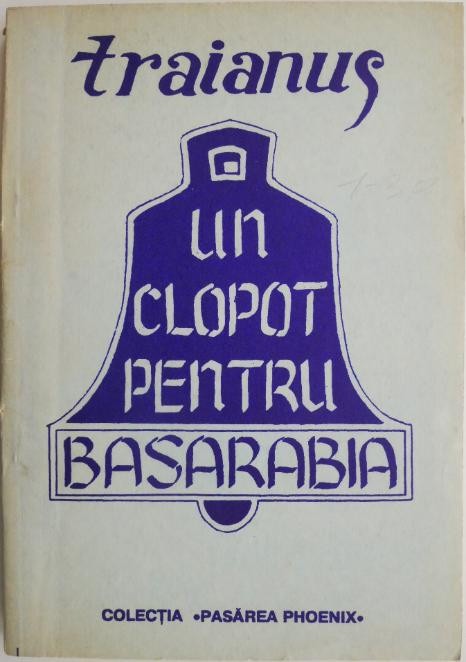 traianus
un
CLOPOT
PENTRU
BASARABIA
COLECȚIA •PASĂREA PHOENIX•